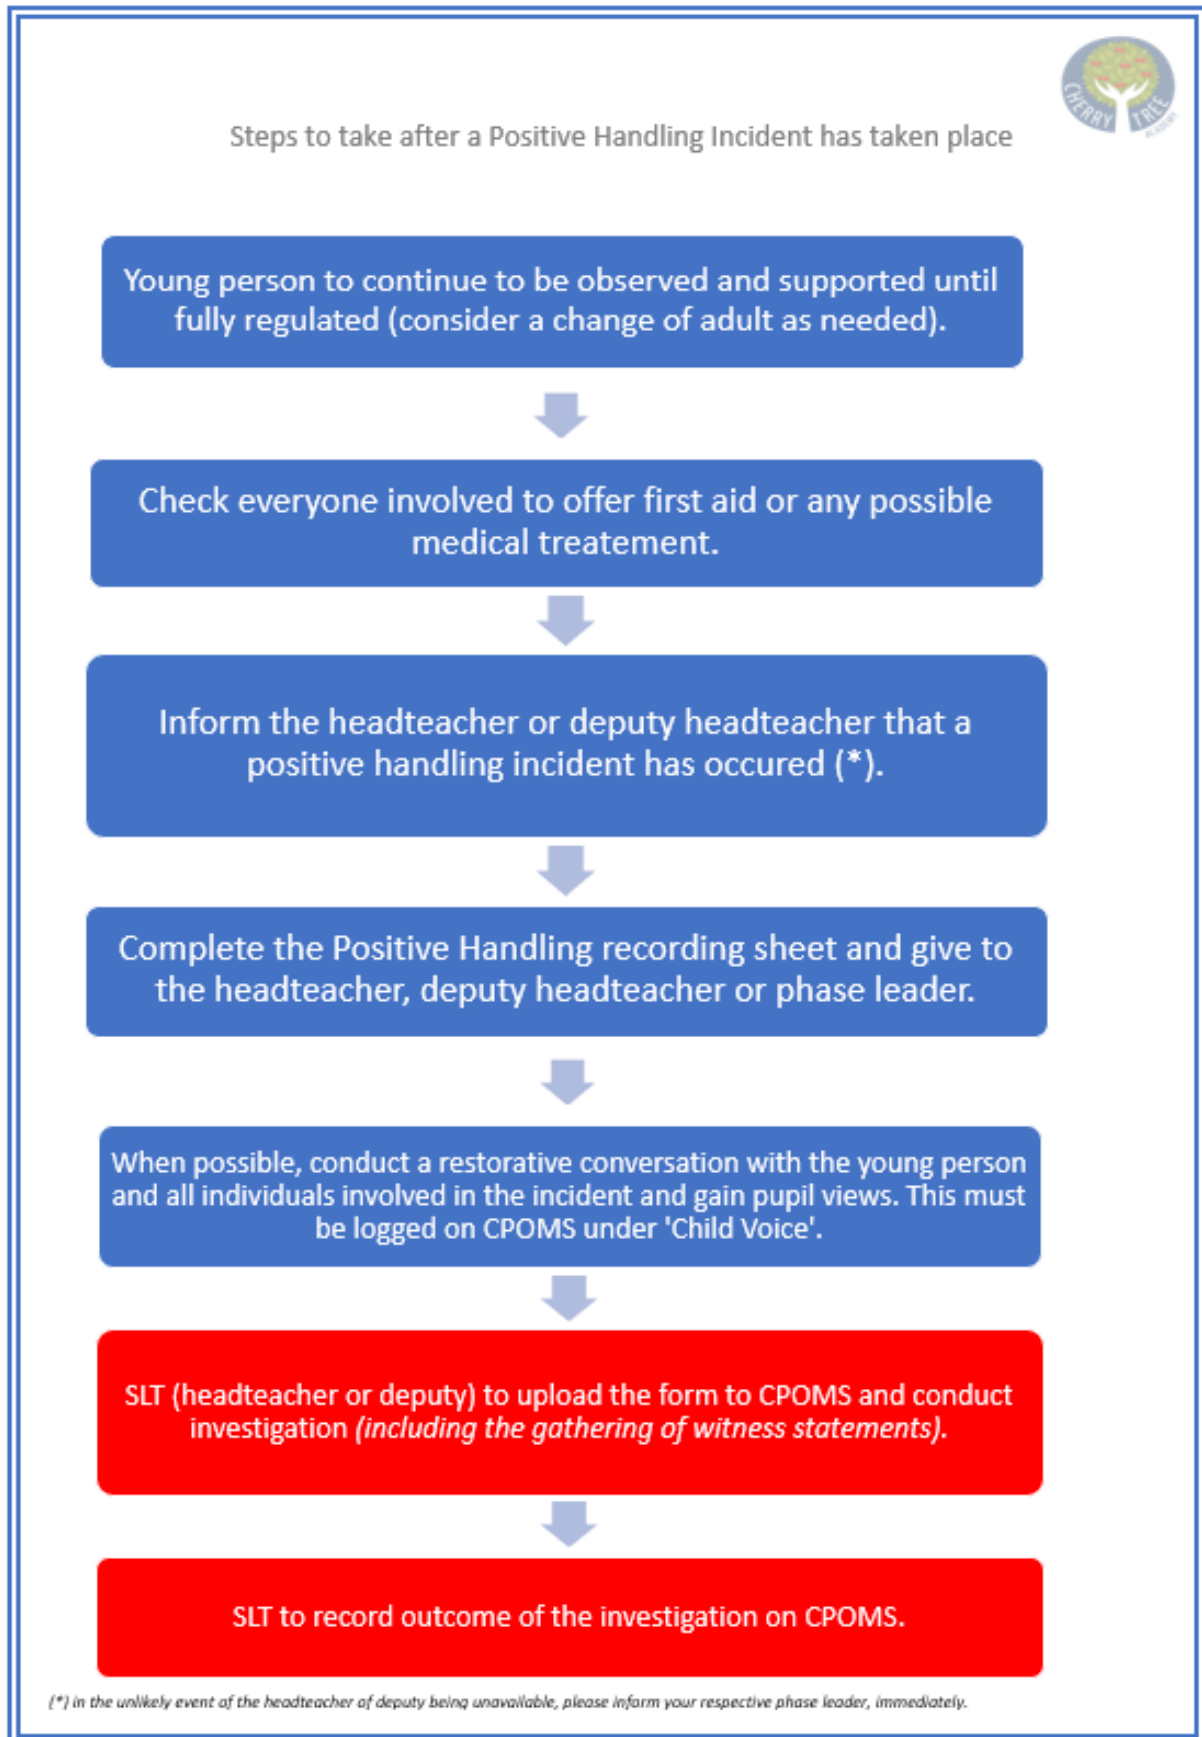 CHERRY TREE
ACADEMY
Steps to take after a Positive Handling Incident has taken place
Young person to continue to be observed and supported until
fully regulated (consider a change of adult as needed).
Check everyone involved to offer first aid or any possible
medical treatement.
Inform the headteacher or deputy headteacher that a
positive handling incident has occured (*).
Complete the Positive Handling recording sheet and give to
the headteacher, deputy headteacher or phase leader.
When possible, conduct a restorative conversation with the young person
and all individuals involved in the incident and gain pupil views. This must
be logged on CPOMS under 'Child Voice'.
SLT (headteacher or deputy) to upload the form to CPOMS and conduct
investigation (including the gathering of witness statements).
SLT to record outcome of the investigation on CPOMS.
(*) in the unlikely event of the headteacher of deputy being unavailable, please inform your respective phase leader, immediately.